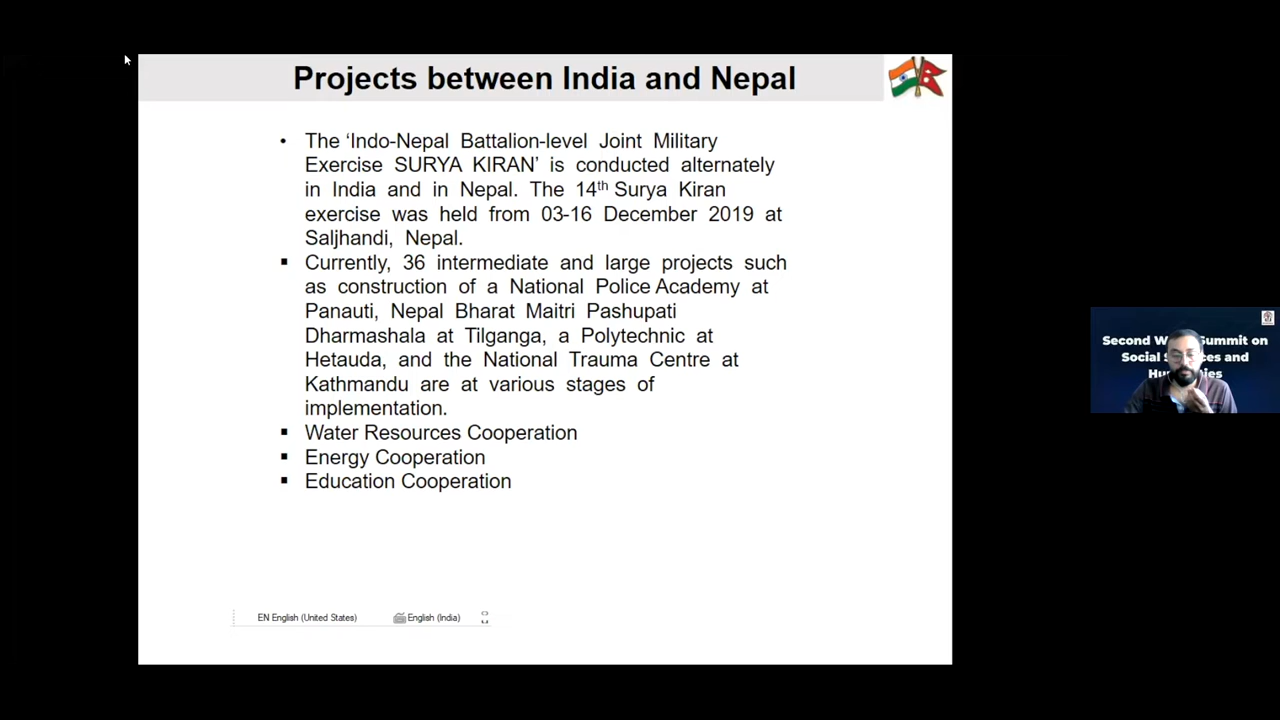 Projects between India and Nepal
• The ‘Indo-Nepal Battalion-level Joint Military
Exercise SURYA KIRAN’ is conducted alternately
in India and in Nepal. The 14th Surya Kiran
exercise was held from 03-16 December 2019 at
Saljhandi, Nepal.
▪ Currently, 36 intermediate and large projects such
as construction of a National Police Academy at
Panauti, Nepal Bharat Maitri Pashupati
Dharmashala at Tilganga, a Polytechnic at
Hetauda, and the National Trauma Centre at
Kathmandu are at various stages of
implementation.
▪ Water Resources Cooperation
▪ Energy Cooperation
▪ Education Cooperation
EN English (United States) English (India)
Second Summit on
Social and